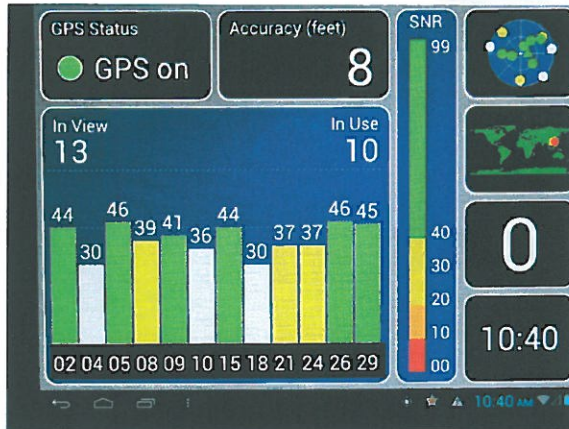 GPS Status
GPS on
Accuracy (feet)
8
SNR
99
40
30
20
10
00
In View
13
In Use
10
44 30 46 39 41 36 44 30 37 37 46 45
02 04 05 08 09 10 15 18 21 24 26 29
0
10:40
10:40 AM